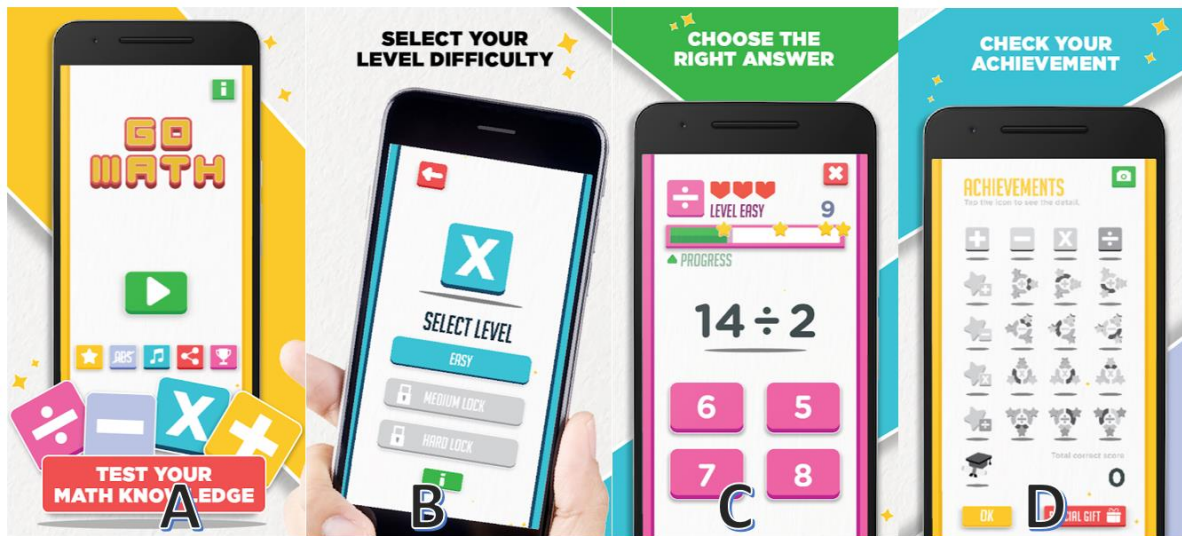 GO
MATH
ABS
TEST YOUR
MATH KNOWLEDGE
A
SELECT YOUR
LEVEL DIFFICULTY
X
SELECT LEVEL
EASY
MEDIUM LOCK
HARD LOCK
i
B
CHOOSE THE
RIGHT ANSWER
LEVEL EASY
9
PROGRESS
14÷2
6 5
7 8
C
CHECK YOUR
ACHIEVEMENT
ACHIEVEMENTS
Tap the icon to see the detail.
Total correct score
0
OK
SPECIAL GIFT
D